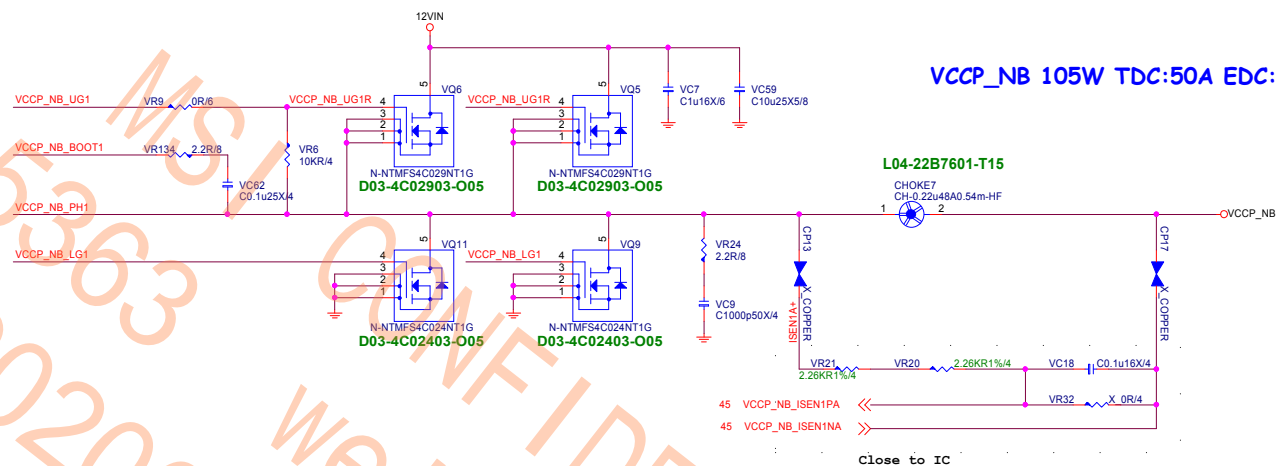 12VIN
VCCP_NB 105W TDC:50A EDC:
VCCP_NB_UG1
VR9
0R/6
VCCP_NB_UG1R
5
VQ6
4
3
2
1
VCCP_NB_UG1R
5
VQ5
4
3
2
1
VC7
C1u16X/6
VC59
C10u25X5/8
VCCP_NB_BOOT1
VR134
2.2R/8
VR6
10KR/4
VC62
C0.1u25X/4
N-NTMFS4C029NT1G
D03-4C02903-O05
N-NTMFS4C029NT1G
D03-4C02903-O05
L04-22B7601-T15
CHOKE7
CH-0.22u48A0.54m-HF
1
2
VCCP_NB_PH1
VCCP_NB
VCCP_NB_LG1
5
VQ11
4
3
2
1
VCCP_NB_LG1
5
VQ9
4
3
2
1
VR24
2.2R/8
VC9
C1000p50X/4
CP13
X_COPPER
ISEN1A+
CP17
X_COPPER
N-NTMFS4C024NT1G
D03-4C02403-O05
N-NTMFS4C024NT1G
D03-4C02403-O05
VR21
2.26KR1%/4
VR20
2.26KR1%/4
VC18
C0.1u16X/4
VR32
X_0R/4
45 VCCP_NB_ISEN1PA
45 VCCP_NB_ISEN1NA
Close to IC
MSI CONFIDE
5363
020
We